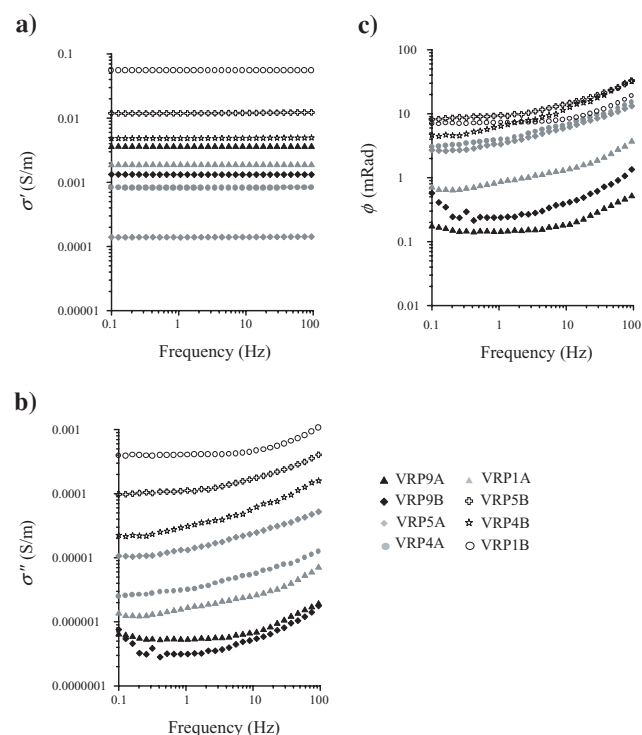 a)
0.1
0.01
0.001
0.0001
0.00001
σ′ (S/m)
0.1 1 10 100
Frequency (Hz)
c)
100
10
1
0.1
0.01
ϕ (mRad)
0.1 1 10 100
Frequency (Hz)
b)
0.001
0.0001
0.00001
0.000001
0.0000001
σ″ (S/m)
0.1 1 10 100
Frequency (Hz)
VRP9A VRP1A
VRP9B VRP5B
VRP5A VRP4B
VRP4A VRP1B